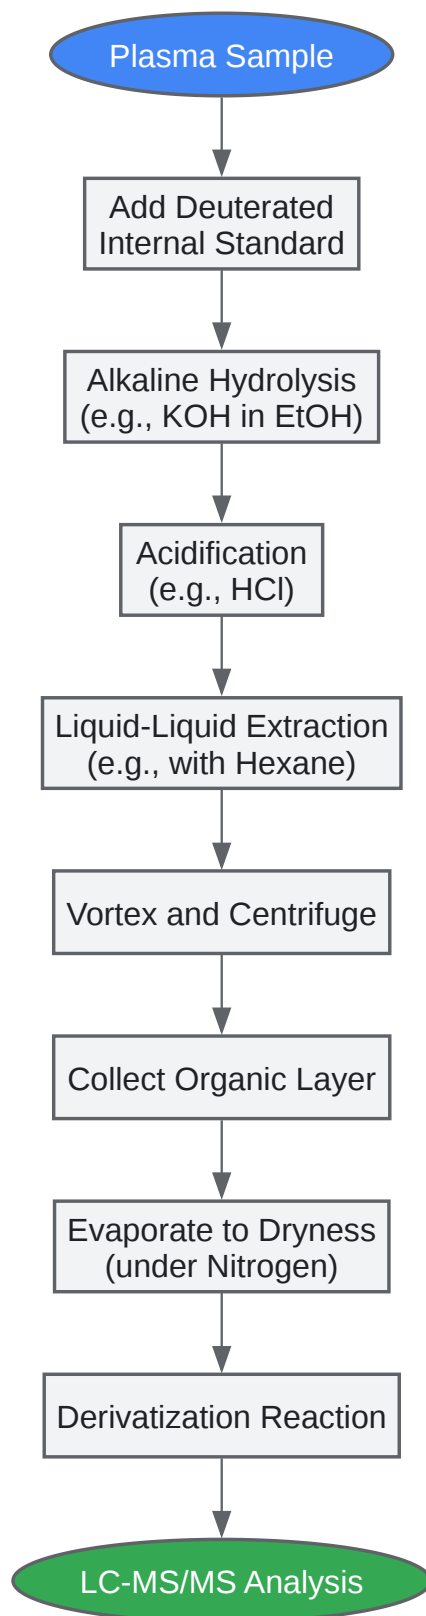 Plasma Sample
Add Deuterated
Internal Standard
Alkaline Hydrolysis
(e.g., KOH in EtOH)
Acidification
(e.g., HCl)
Liquid-Liquid Extraction
(e.g., with Hexane)
Vortex and Centrifuge
Collect Organic Layer
Evaporate to Dryness
(under Nitrogen)
Derivatization Reaction
LC-MS/MS Analysis